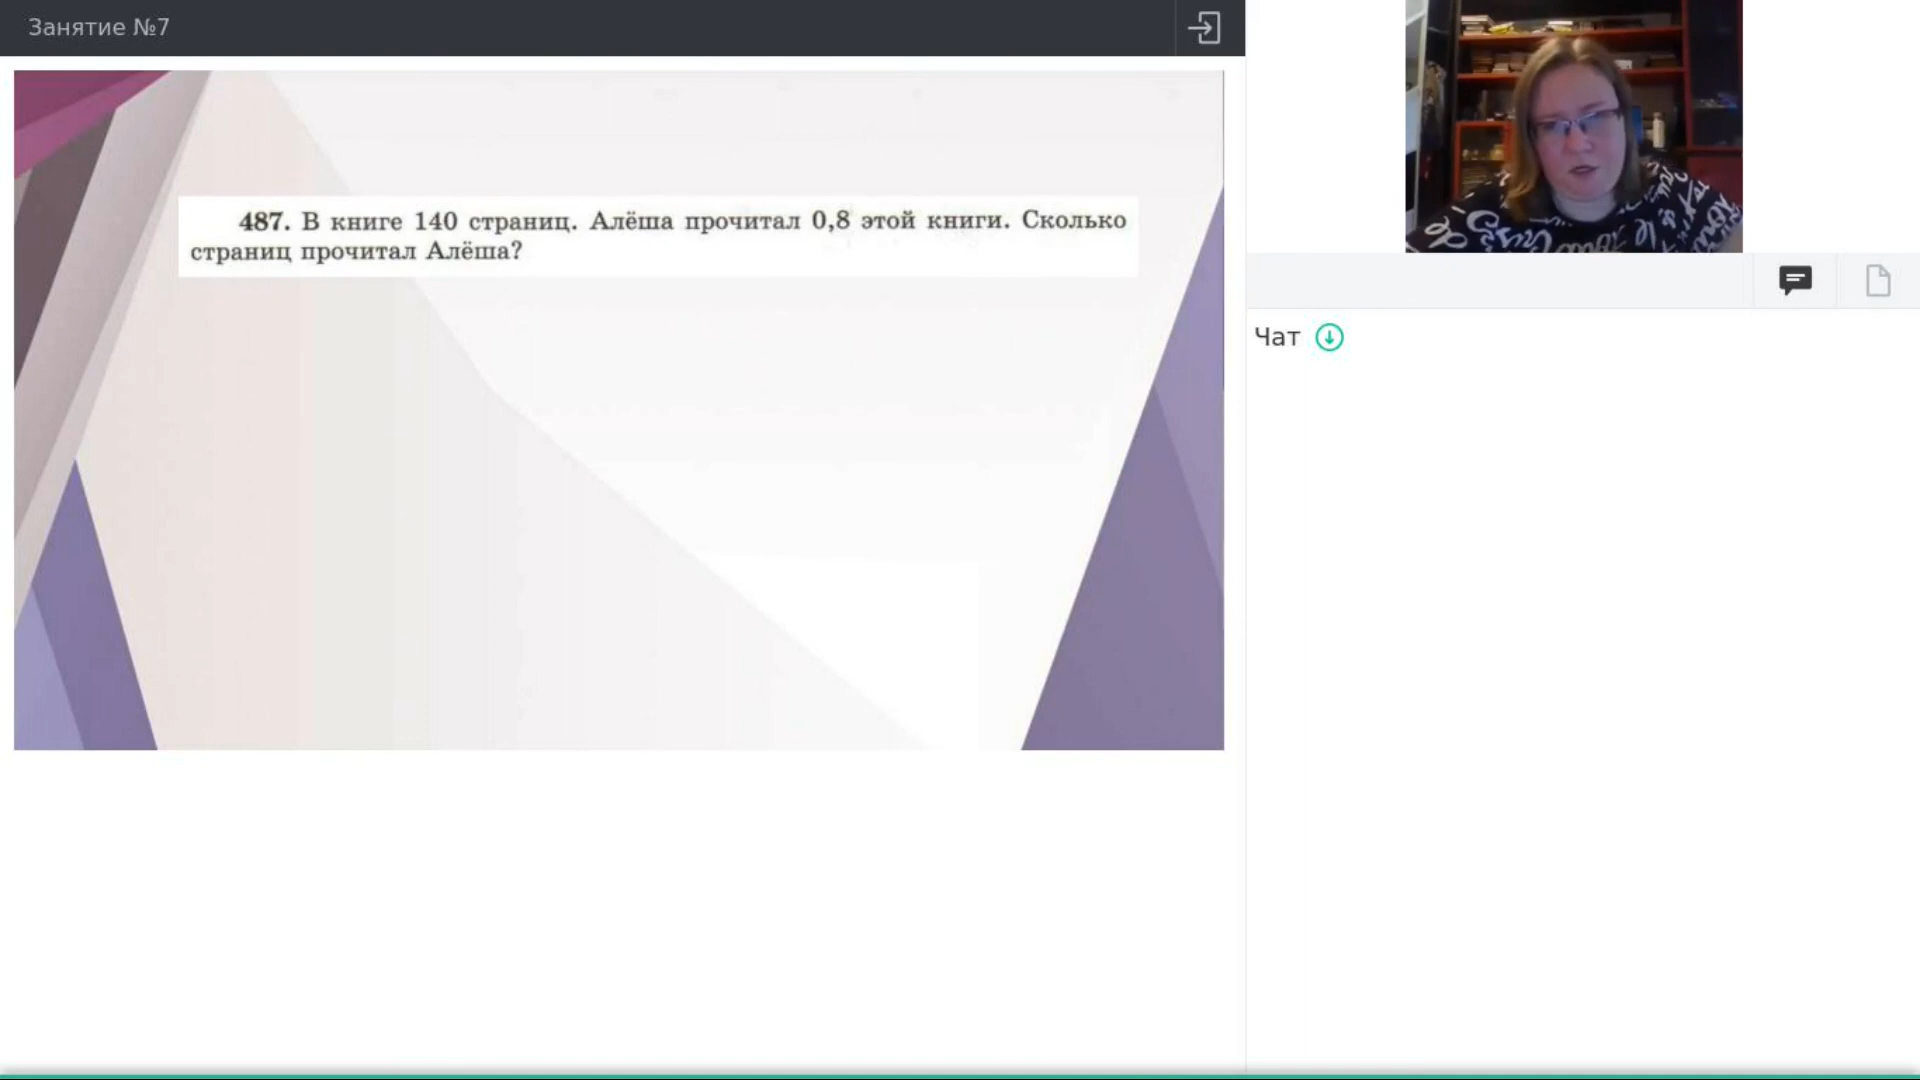 Занятие №7
487. В книге 140 страниц. Алёша прочитал 0,8 этой книги. Сколько
страниц прочитал Алёша?
Чат